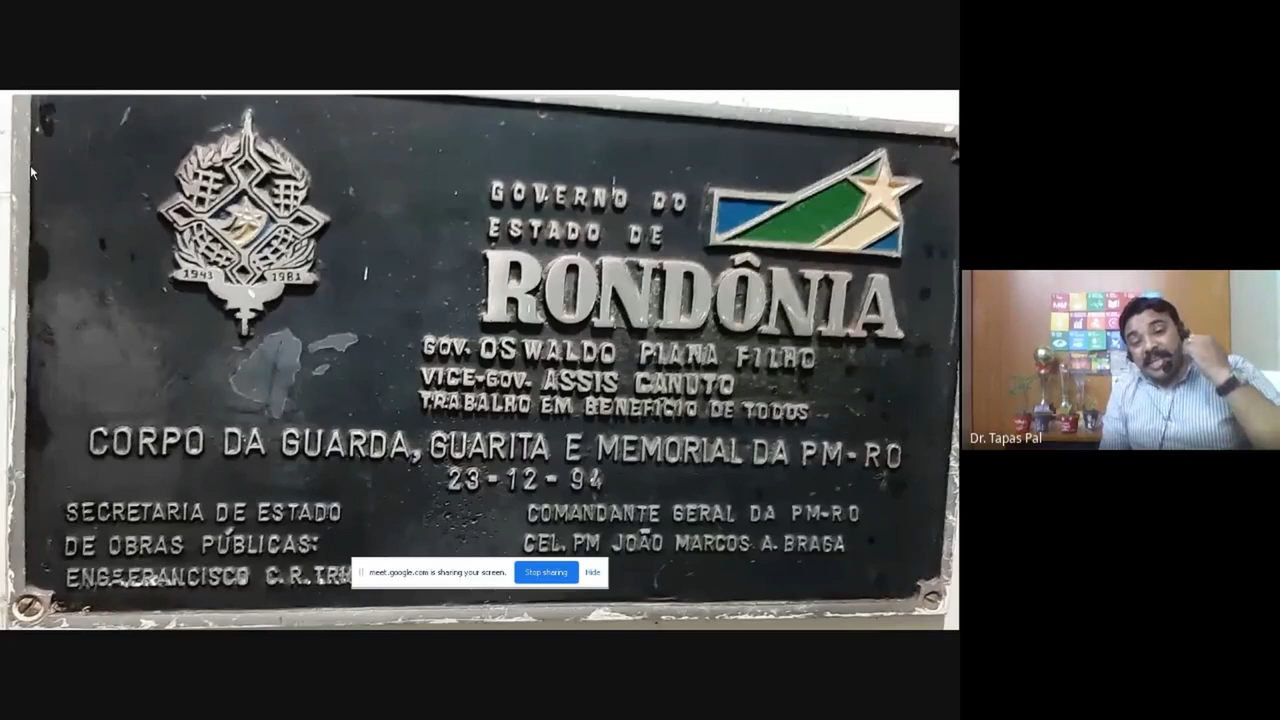 1943 1981
GOVERNO DO
ESTADO DE
RONDÔNIA
GOV. OSWALDO PIANA FILHO
VICE-GOV. ASSIS CANUTO
TRABALHO EM BENEFÍCIO DE TODOS
CORPO DA GUARDA, GUARITA E MEMORIAL DA PM-RO
23-12-94
SECRETARIA DE ESTADO
DE OBRAS PÚBLICAS:
ENGº FRANCISCO C.R.
COMANDANTE GERAL DA PM-RO
CEL. PM JOÃO MARCOS A. BRAGA
meet.google.com is sharing your screen. Stop sharing Hide
Dr. Tapas Pal